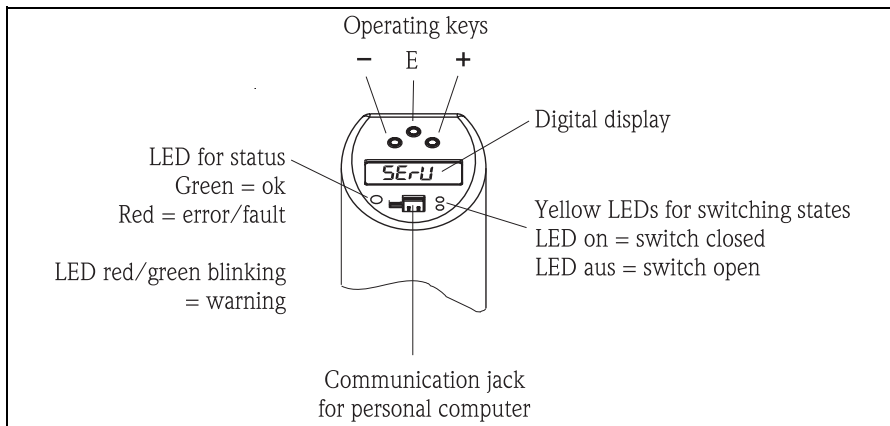 Operating keys
– E +
Digital display
LED for status
Green = ok
Red = error/fault
SErU
Yellow LEDs for switching states
LED on = switch closed
LED aus = switch open
LED red/green blinking
= warning
Communication jack
for personal computer